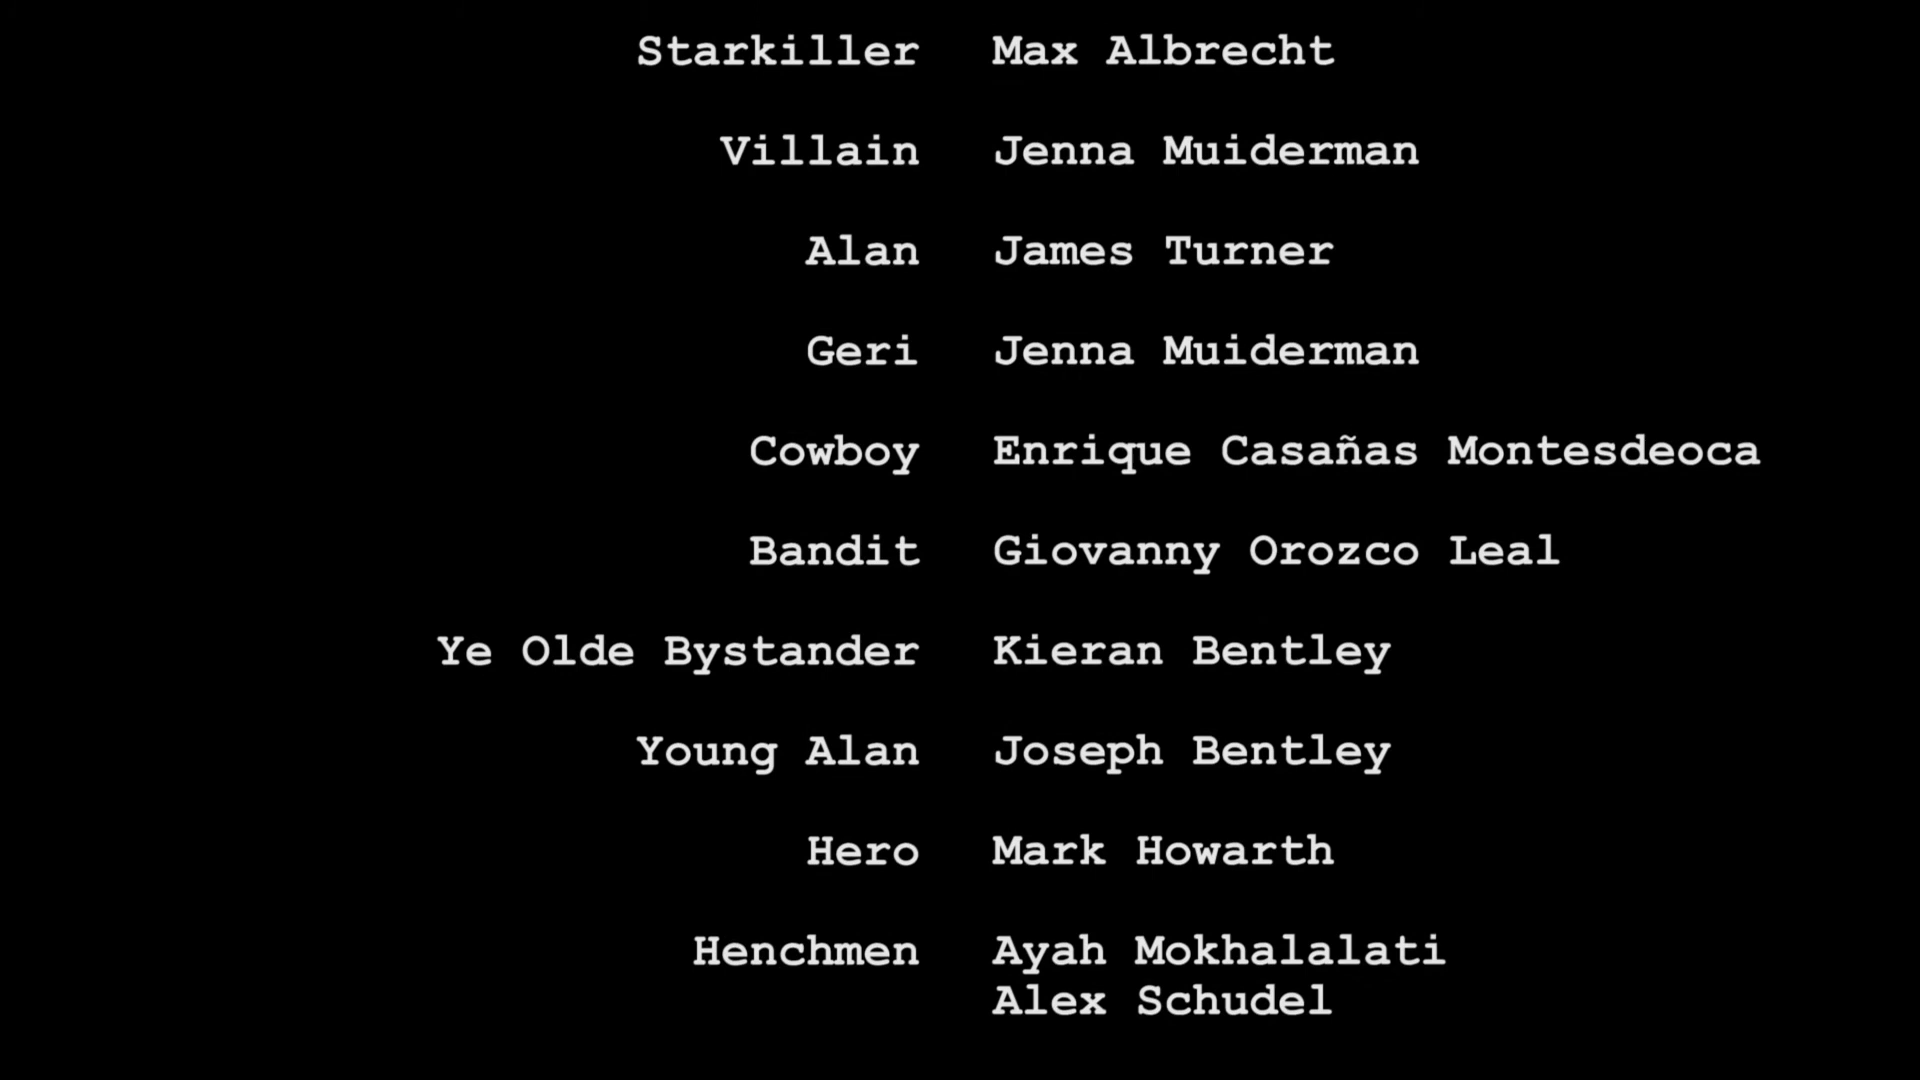 Starkiller Max Albrecht
Villain Jenna Muiderman
Alan James Turner
Geri Jenna Muiderman
Cowboy Enrique Casañas Montesdeoca
Bandit Giovanny Orozco Leal
Ye Olde Bystander Kieran Bentley
Young Alan Joseph Bentley
Hero Mark Howarth
Henchmen Ayah Mokhalalati
Alex Schudel